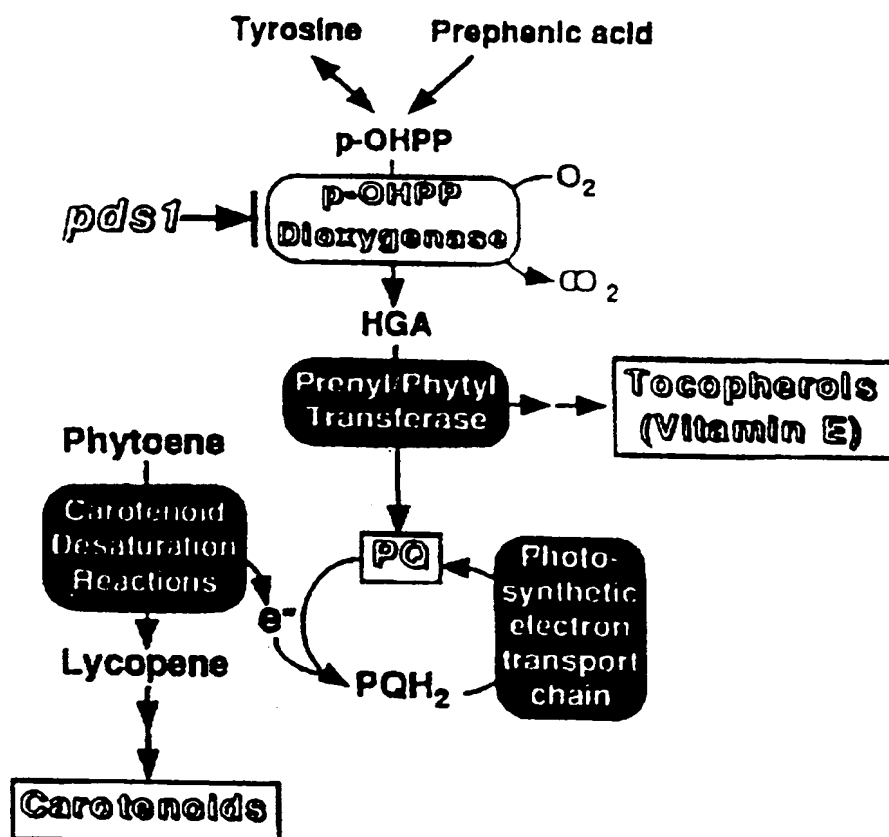 Tyrosine Prephenic acid
p-OHPP
p-OHPP
Dioxygenase
O2
pds1
CO2
HGA
Prenyl/Phytyl
Transferase
Tocopherols
(Vitamin E)
Phytoene
Carotenoid
Desaturation
Reactions
PQ
Photo-
synthetic
electron
transport
chain
e-
Lycopene
PQH2
Carotenoids